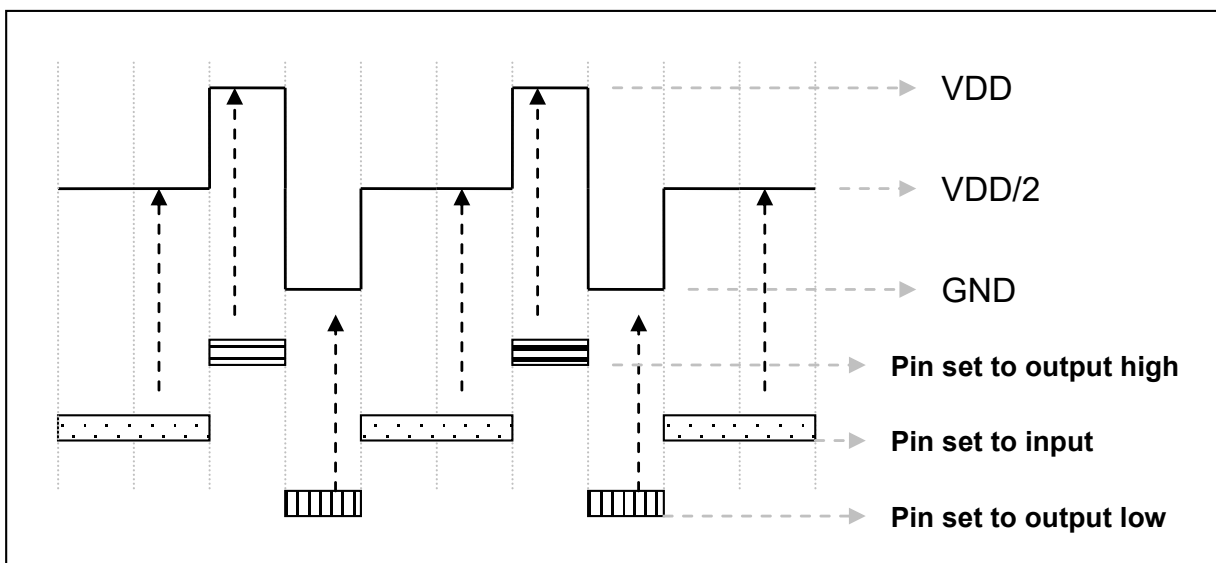 VDD
VDD/2
GND
Pin set to output high
Pin set to input
Pin set to output low